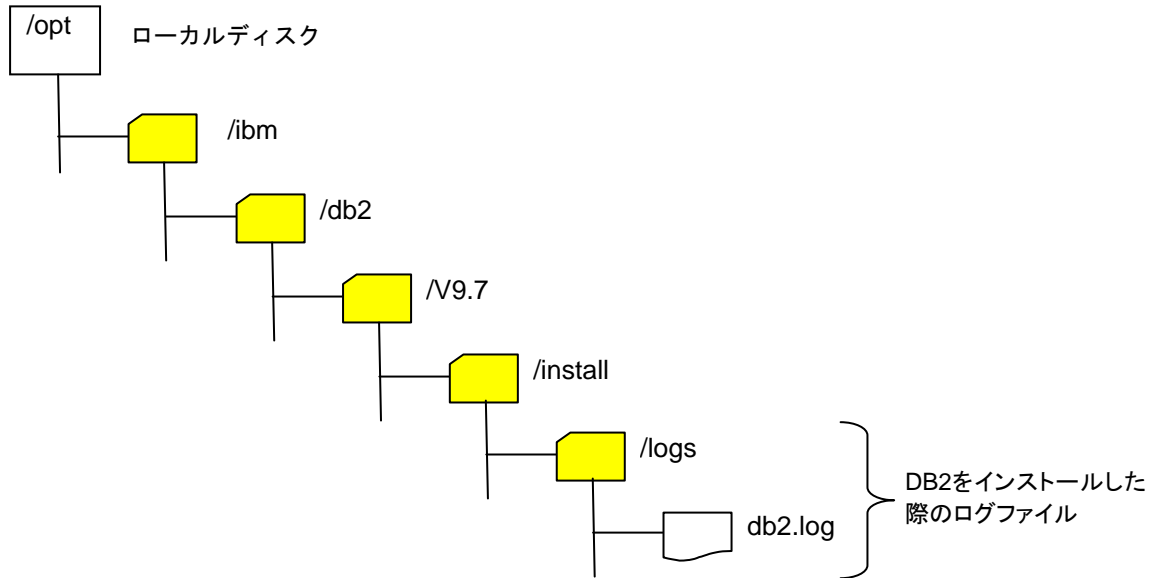 /opt
ローカルディスク
/ibm
/db2
/V9.7
/install
/logs
DB2をインストールした
際のログファイル
db2.log